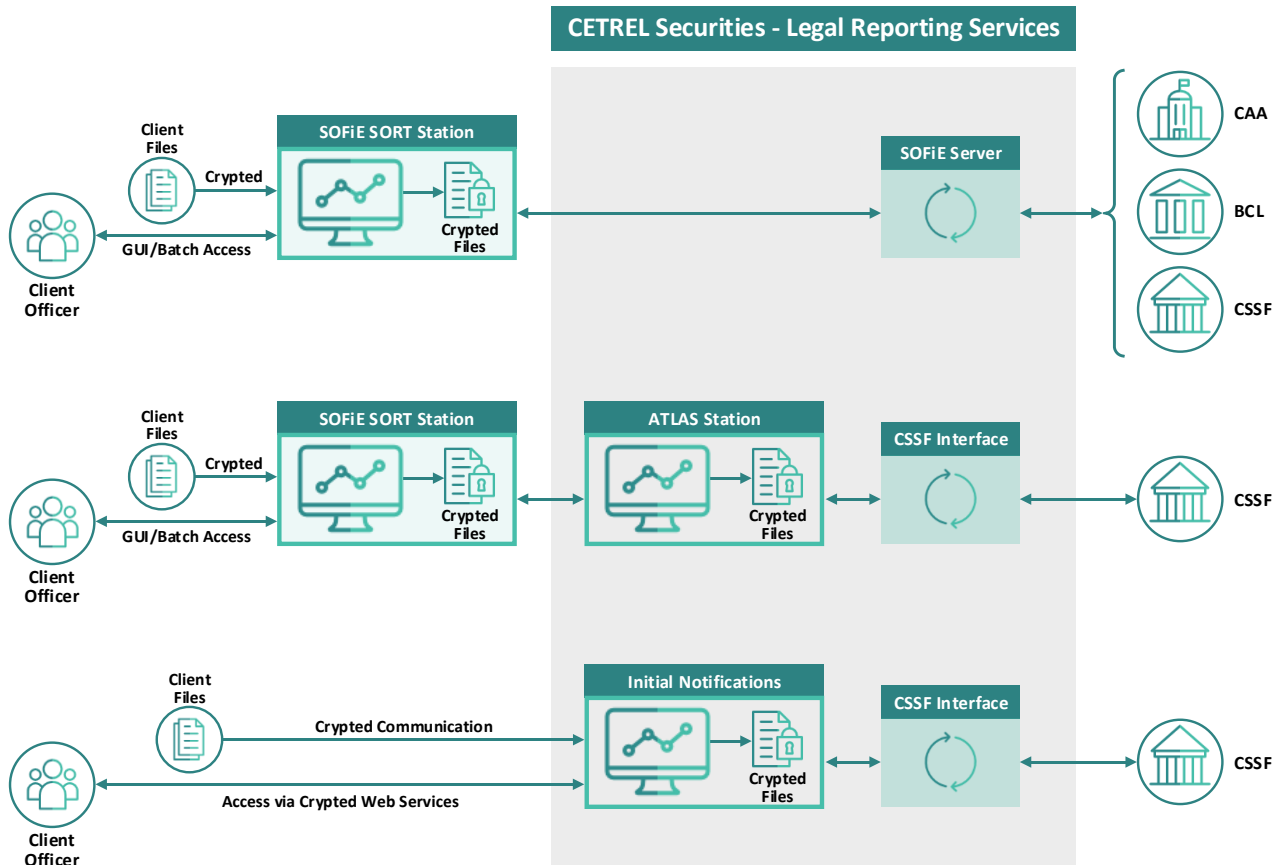 CETREL Securities - Legal Reporting Services
Client
Files
Crypted
GUI/Batch Access
Client
Officer
SOFiE SORT Station
Crypted
Files
SOFiE Server
CAA
BCL
CSSF
Client
Files
Crypted
GUI/Batch Access
Client
Officer
SOFiE SORT Station
Crypted
Files
ATLAS Station
Crypted
Files
CSSF Interface
CSSF
Client
Files
Crypted Communication
Access via Crypted Web Services
Client
Officer
Initial Notifications
Crypted
Files
CSSF Interface
CSSF